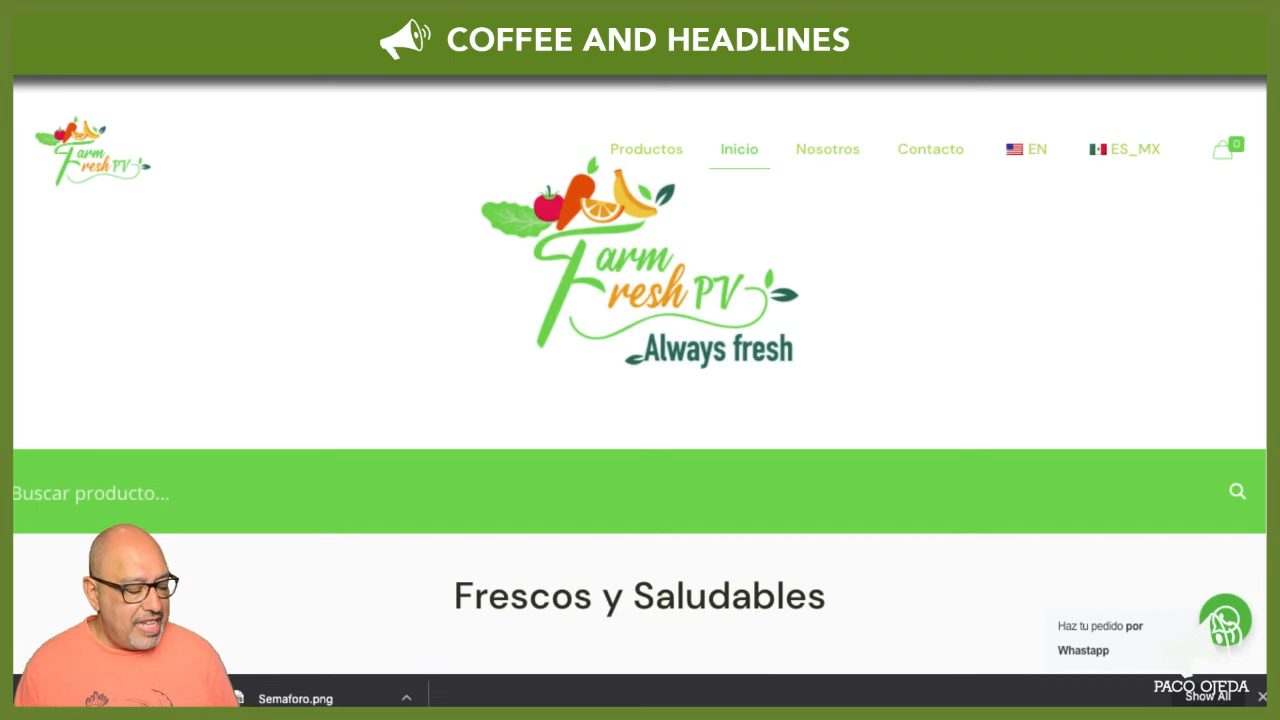 COFFEE AND HEADLINES
Farm
Fresh PV
Productos Inicio Nosotros Contacto EN ES_MX 0
Farm
Fresh PV
Always fresh
Buscar producto...
Frescos y Saludables
Haz tu pedido por
Whastapp
PACO OJEDA
Semaforo.png
Show All